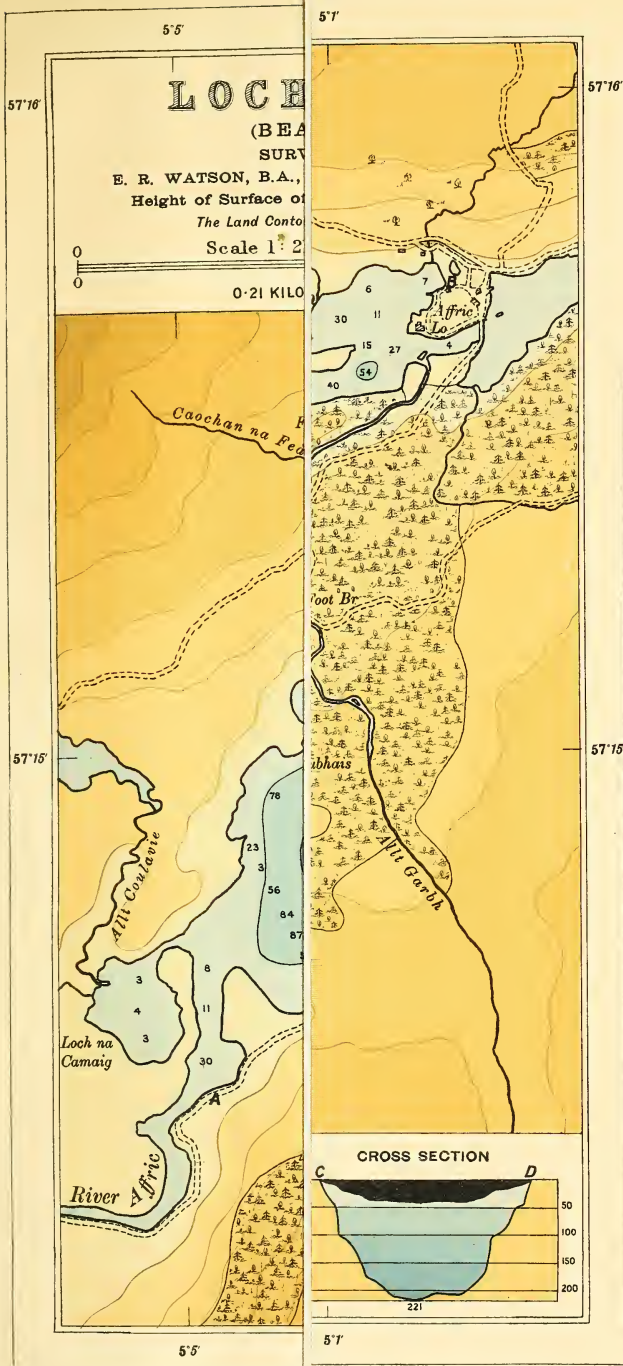 5°5′
5°1′
57°16′
57°16′
LOCH
(BEA
SURV
E. R. WATSON, B.A.,
Height of Surface of
The Land Conto
Scale 1:2
0
0
0·21 KILO
B
7
6
30
11
Affric
Lo
15
27
4
54
40
Caochan na Fea
F
Foot Br
57°15′
57°15′
ubhais
78
23
3
56
84
87
Allt Coulavie
Allt Garbh
8
3
4
11
3
Loch na
Camaig
30
A
River Affric
CROSS SECTION
C
D
50
100
150
200
221
5°5′
5°1′